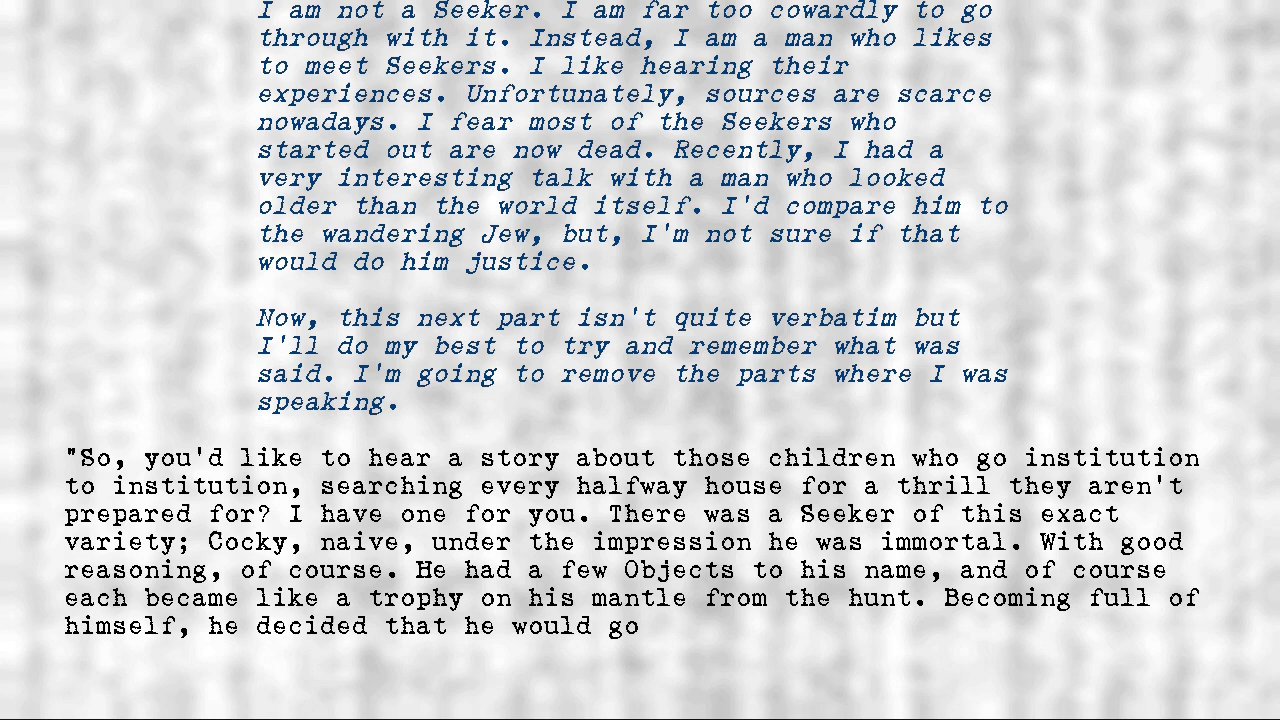 I am not a Seeker. I am far too cowardly to go
through with it. Instead, I am a man who likes
to meet Seekers. I like hearing their
experiences. Unfortunately, sources are scarce
nowadays. I fear most of the Seekers who
started out are now dead. Recently, I had a
very interesting talk with a man who looked
older than the world itself. I'd compare him to
the wandering Jew, but, I'm not sure if that
would do him justice.
Now, this next part isn't quite verbatim but
I'll do my best to try and remember what was
said. I'm going to remove the parts where I was
speaking.
"So, you'd like to hear a story about those children who go institution
to institution, searching every halfway house for a thrill they aren't
prepared for? I have one for you. There was a Seeker of this exact
variety; Cocky, naive, under the impression he was immortal. With good
reasoning, of course. He had a few Objects to his name, and of course
each became like a trophy on his mantle from the hunt. Becoming full of
himself, he decided that he would go